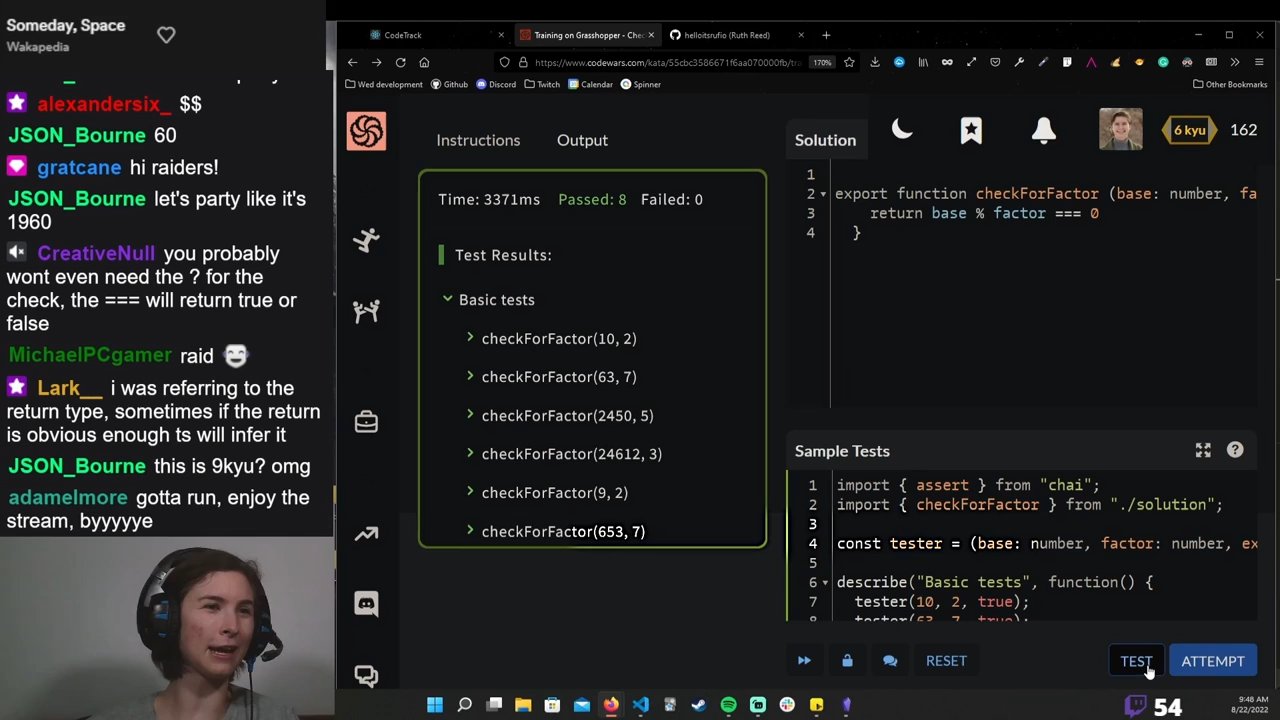 Someday, Space
Wakapedia
alexandersix_ $$
JSON_Bourne 60
gratcane hi raiders!
JSON_Bourne let's party like it's
1960
CreativeNull you probably
wont even need the ? for the
check, the === will return true or
false
MichaelPCgamer raid
Lark__ i was referring to the
return type, sometimes if the return
is obvious enough ts will infer it
JSON_Bourne this is 9kyu? omg
adamelmore gotta run, enjoy the
stream, byyyyye
CodeTrack
Training on Grasshopper - Che
helloitsrufio (Ruth Reed)
https://www.codewars.com/kata/55cbc3586671f6aa070000fb/tra
170%
Wed development
Github
Discord
Twitch
Calendar
Spinner
Other Bookmarks
Instructions
Output
Time: 3371ms Passed: 8 Failed: 0
Test Results:
Basic tests
checkForFactor(10, 2)
checkForFactor(63, 7)
checkForFactor(2450, 5)
checkForFactor(24612, 3)
checkForFactor(9, 2)
checkForFactor(653, 7)
6 kyu
162
Solution
1
2 export function checkForFactor (base: number, fa
3 return base % factor === 0
4 }
Sample Tests
1 import { assert } from "chai";
2 import { checkForFactor } from "./solution";
3
4 const tester = (base: number, factor: number, ex
5
6 describe("Basic tests", function() {
7 tester(10, 2, true);
8 tester(63, 7, true);
RESET
TEST
ATTEMPT
54
9:48 AM
8/22/2022